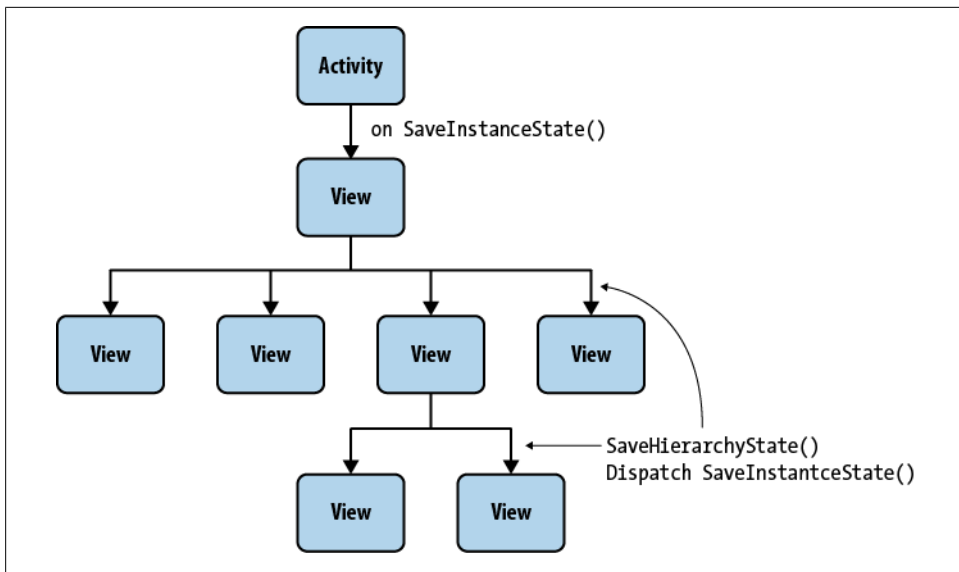 Activity
on SaveInstanceState()
View
View
View
View
View
SaveHierarchyState()
Dispatch SaveInstantceState()
View
View